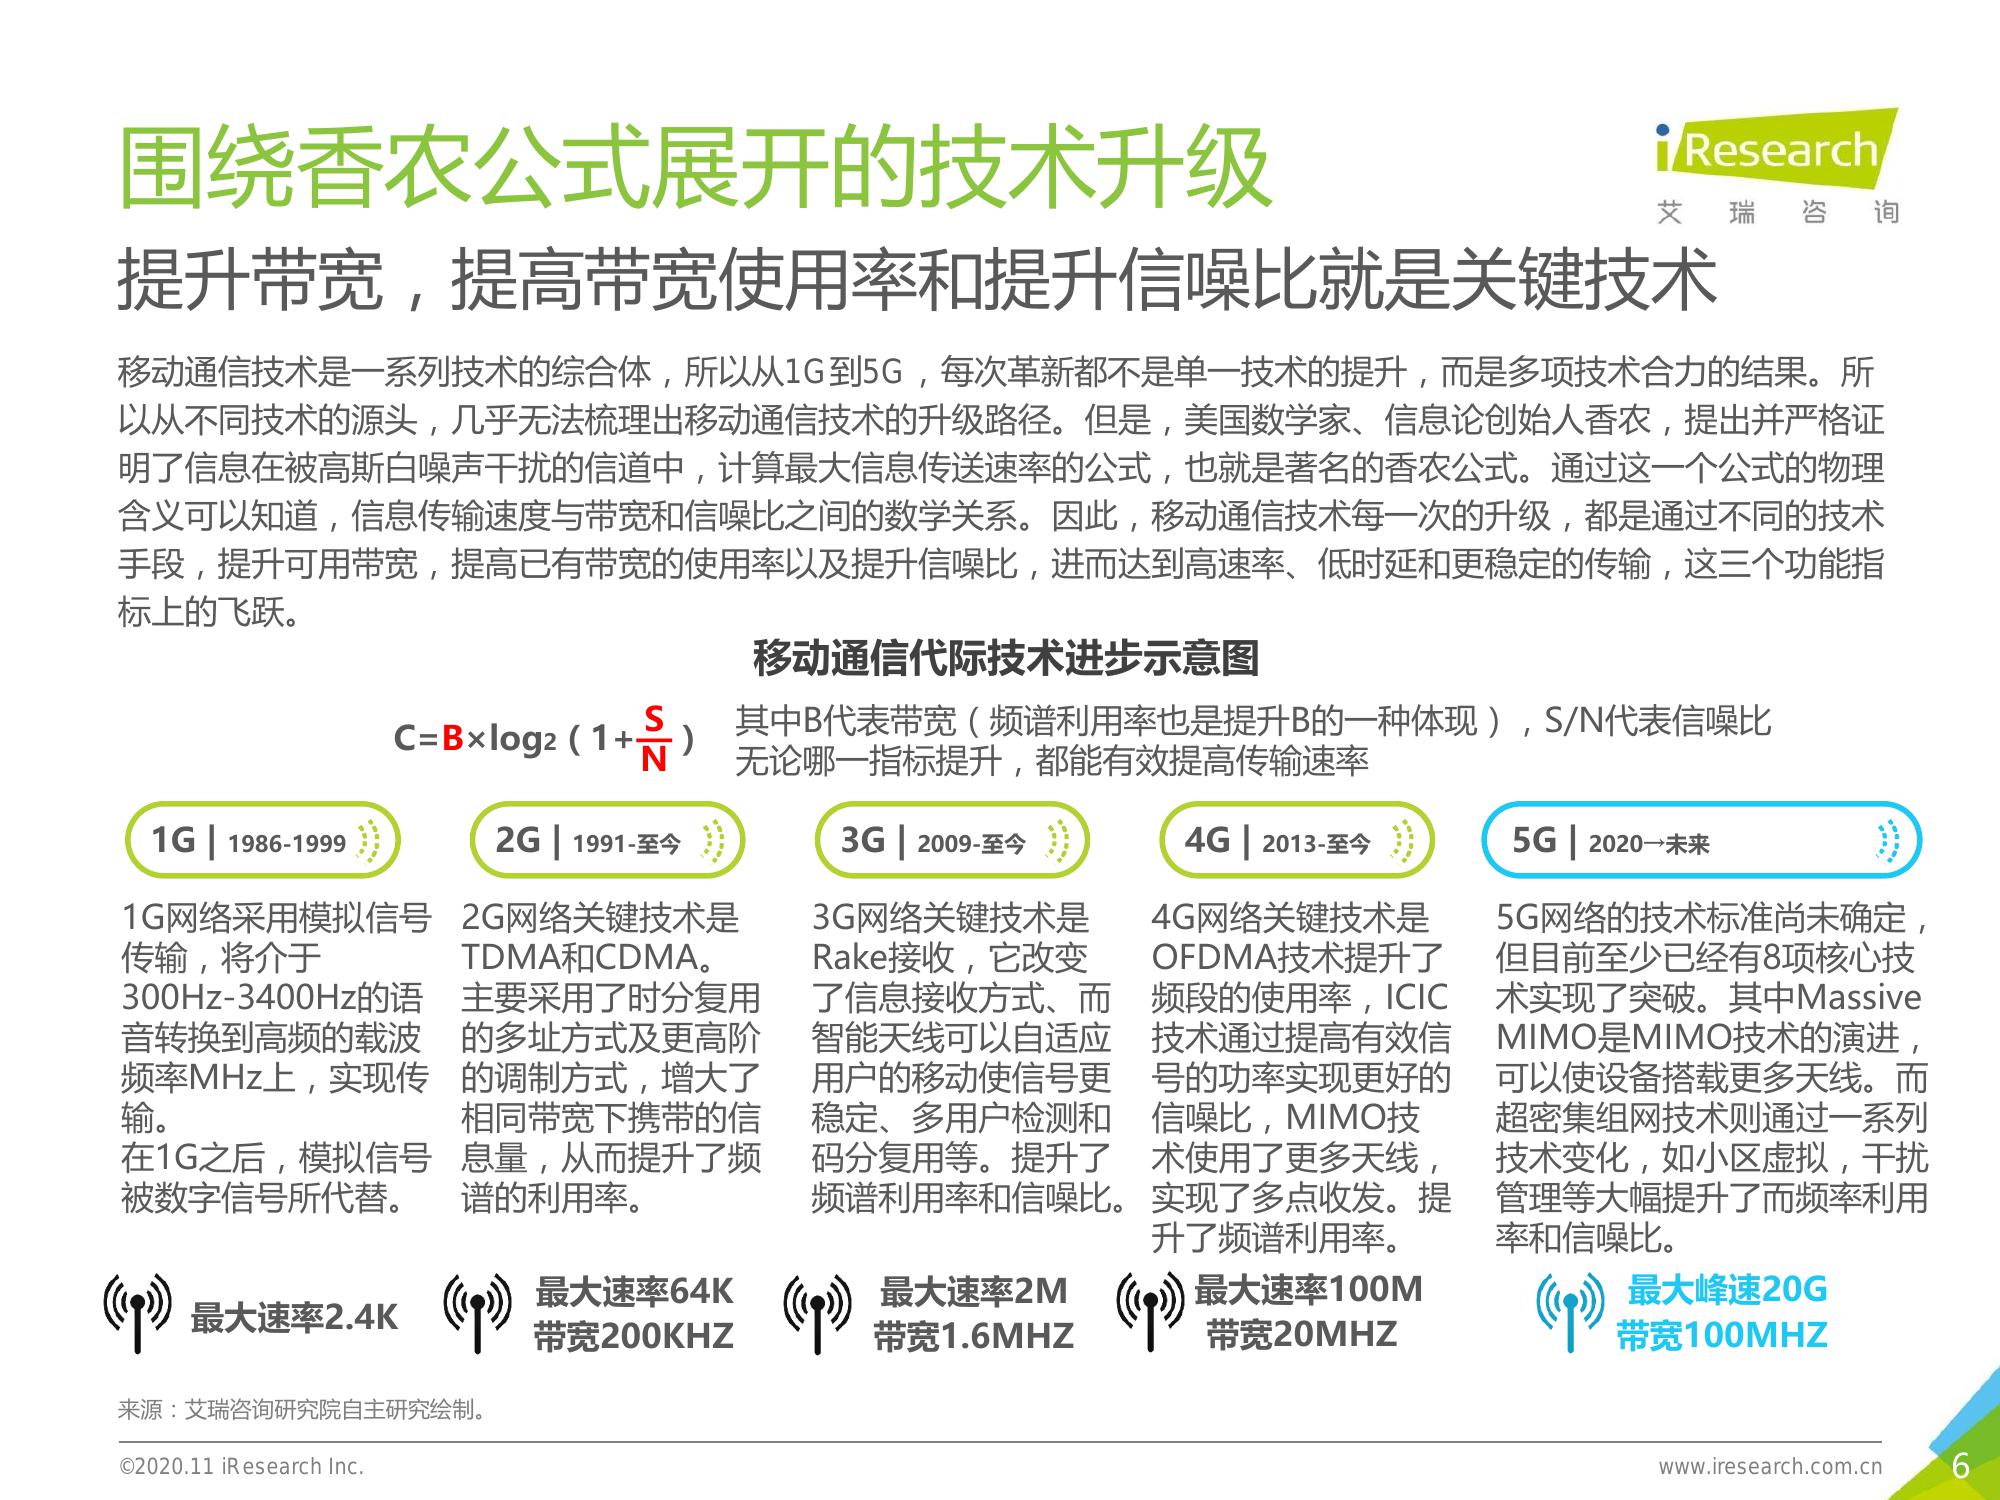 围绕香农公式展开的技术升级
iResearch
艾瑞咨询
提升带宽，提高带宽使用率和提升信噪比就是关键技术
移动通信技术是一系列技术的综合体，所以从1G到5G，每次革新都不是单一技术的提升，而是多项技术合力的结果。所
以从不同技术的源头，几乎无法梳理出移动通信技术的升级路径。但是，美国数学家、信息论创始人香农，提出并严格证
明了信息在被高斯白噪声干扰的信道中，计算最大信息传送速率的公式，也就是著名的香农公式。通过这一个公式的物理
含义可以知道，信息传输速度与带宽和信噪比之间的数学关系。因此，移动通信技术每一次的升级，都是通过不同的技术
手段，提升可用带宽，提高已有带宽的使用率以及提升信噪比，进而达到高速率、低时延和更稳定的传输，这三个功能指
标上的飞跃。
移动通信代际技术进步示意图
C=B×log2（1+S/N）
其中B代表带宽（频谱利用率也是提升B的一种体现），S/N代表信噪比
无论哪一指标提升，都能有效提高传输速率
1G | 1986-1999
1G网络采用模拟信号
传输，将介于
300Hz-3400Hz的语
音转换到高频的载波
频率MHz上，实现传
输。
在1G之后，模拟信号
被数字信号所代替。
最大速率2.4K
2G | 1991-至今
2G网络关键技术是
TDMA和CDMA。
主要采用了时分复用
的多址方式及更高阶
的调制方式，增大了
相同带宽下携带的信
息量，从而提升了频
谱的利用率。
最大速率64K
带宽200KHZ
3G | 2009-至今
3G网络关键技术是
Rake接收，它改变
了信息接收方式、而
智能天线可以自适应
用户的移动使信号更
稳定、多用户检测和
码分复用等。提升了
频谱利用率和信噪比。
最大速率2M
带宽1.6MHZ
4G | 2013-至今
4G网络关键技术是
OFDMA技术提升了
频段的使用率，ICIC
技术通过提高有效信
号的功率实现更好的
信噪比，MIMO技
术使用了更多天线，
实现了多点收发。提
升了频谱利用率。
最大速率100M
带宽20MHZ
5G | 2020→未来
5G网络的技术标准尚未确定，
但目前至少已经有8项核心技
术实现了突破。其中Massive
MIMO是MIMO技术的演进，
可以使设备搭载更多天线。而
超密集组网技术则通过一系列
技术变化，如小区虚拟，干扰
管理等大幅提升了而频率利用
率和信噪比。
最大峰速20G
带宽100MHZ
来源：艾瑞咨询研究院自主研究绘制。
©2020.11 iResearch Inc.
www.iresearch.com.cn
6